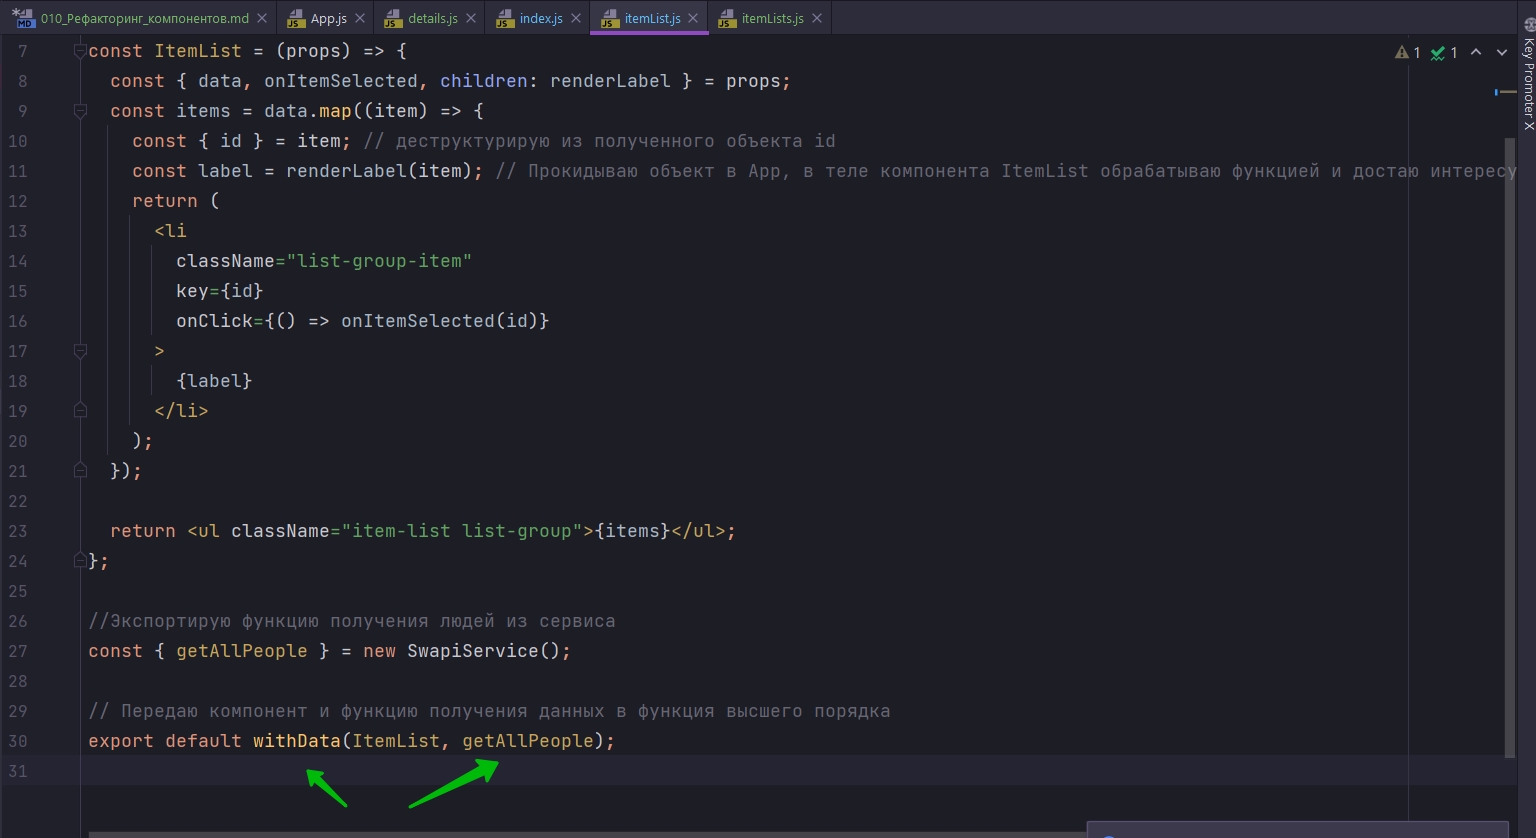 010_Рефакторинг_компонентов.md App.js details.js index.js itemList.js itemLists.js
1 1
Key Promoter X
7 const ItemList = (props) => {
8 const { data, onItemSelected, children: renderLabel } = props;
9 const items = data.map((item) => {
10 const { id } = item; // деструктурирую из полученного объекта id
11 const label = renderLabel(item); // Прокидываю объект в App, в теле компонента ItemList обрабатываю функцией и достаю интересу
12 return (
13 <li
14 className="list-group-item"
15 key={id}
16 onClick={() => onItemSelected(id)}
17 >
18 {label}
19 </li>
20 );
21 });
22
23 return <ul className="item-list list-group">{items}</ul>;
24 };
25
26 //Экспортирую функцию получения людей из сервиса
27 const { getAllPeople } = new SwapiService();
28
29 // Передаю компонент и функцию получения данных в функция высшего порядка
30 export default withData(ItemList, getAllPeople);
31